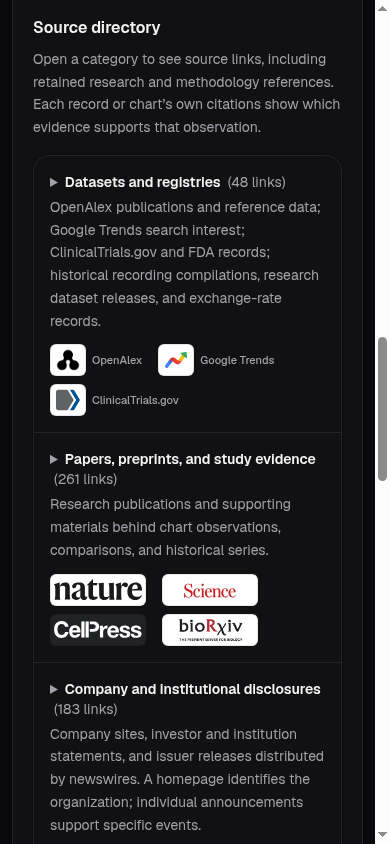 Source directory
Open a category to see source links, including
retained research and methodology references.
Each record or chart's own citations show which
evidence supports that observation.
Datasets and registries (48 links)
OpenAlex publications and reference data;
Google Trends search interest;
ClinicalTrials.gov and FDA records;
historical recording compilations, research
dataset releases, and exchange-rate
records.
OpenAlex Google Trends
ClinicalTrials.gov
Papers, preprints, and study evidence
(261 links)
Research publications and supporting
materials behind chart observations,
comparisons, and historical series.
nature Science
CellPress bioRxiv
THE PREPRINT SERVER FOR BIOLOGY
Company and institutional disclosures
(183 links)
Company sites, investor and institution
statements, and issuer releases distributed
by newswires. A homepage identifies the
organization; individual announcements
support specific events.